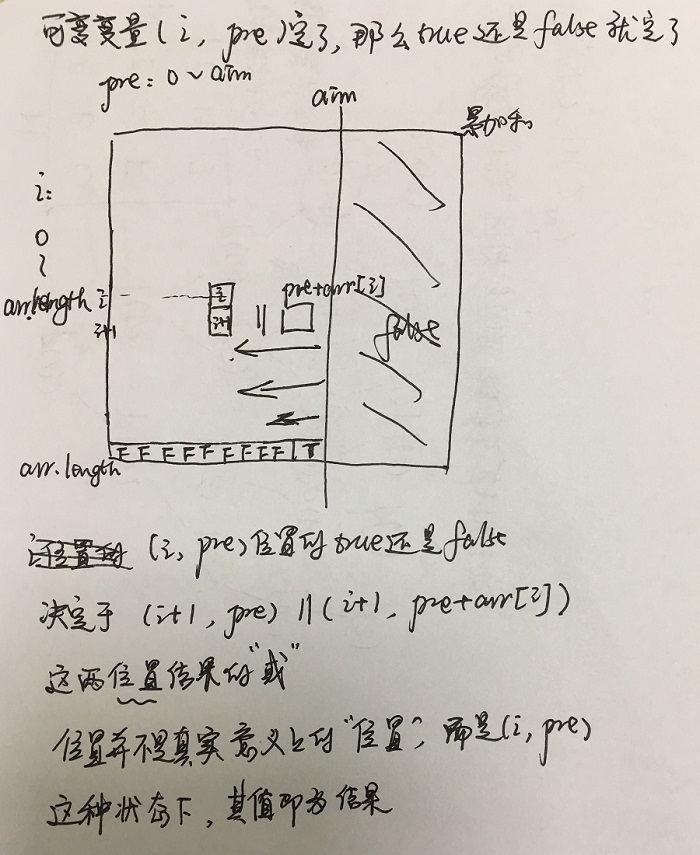 可变变量(i, pre)定了,那么true还是false就定了
pre: 0~aim
aim
累加和
i:
0
~
arr.length
i
i+1
i
i+1
||
pre+arr[i]
false
F F F F F F F F F T
arr.length
(i, pre)位置的true还是false
决定于 (i+1, pre) || (i+1, pre+arr[i])
这两位置结果的"或"
位置并不是真实意义上的"位置",而是(i, pre)
这种状态下,其值即为结果